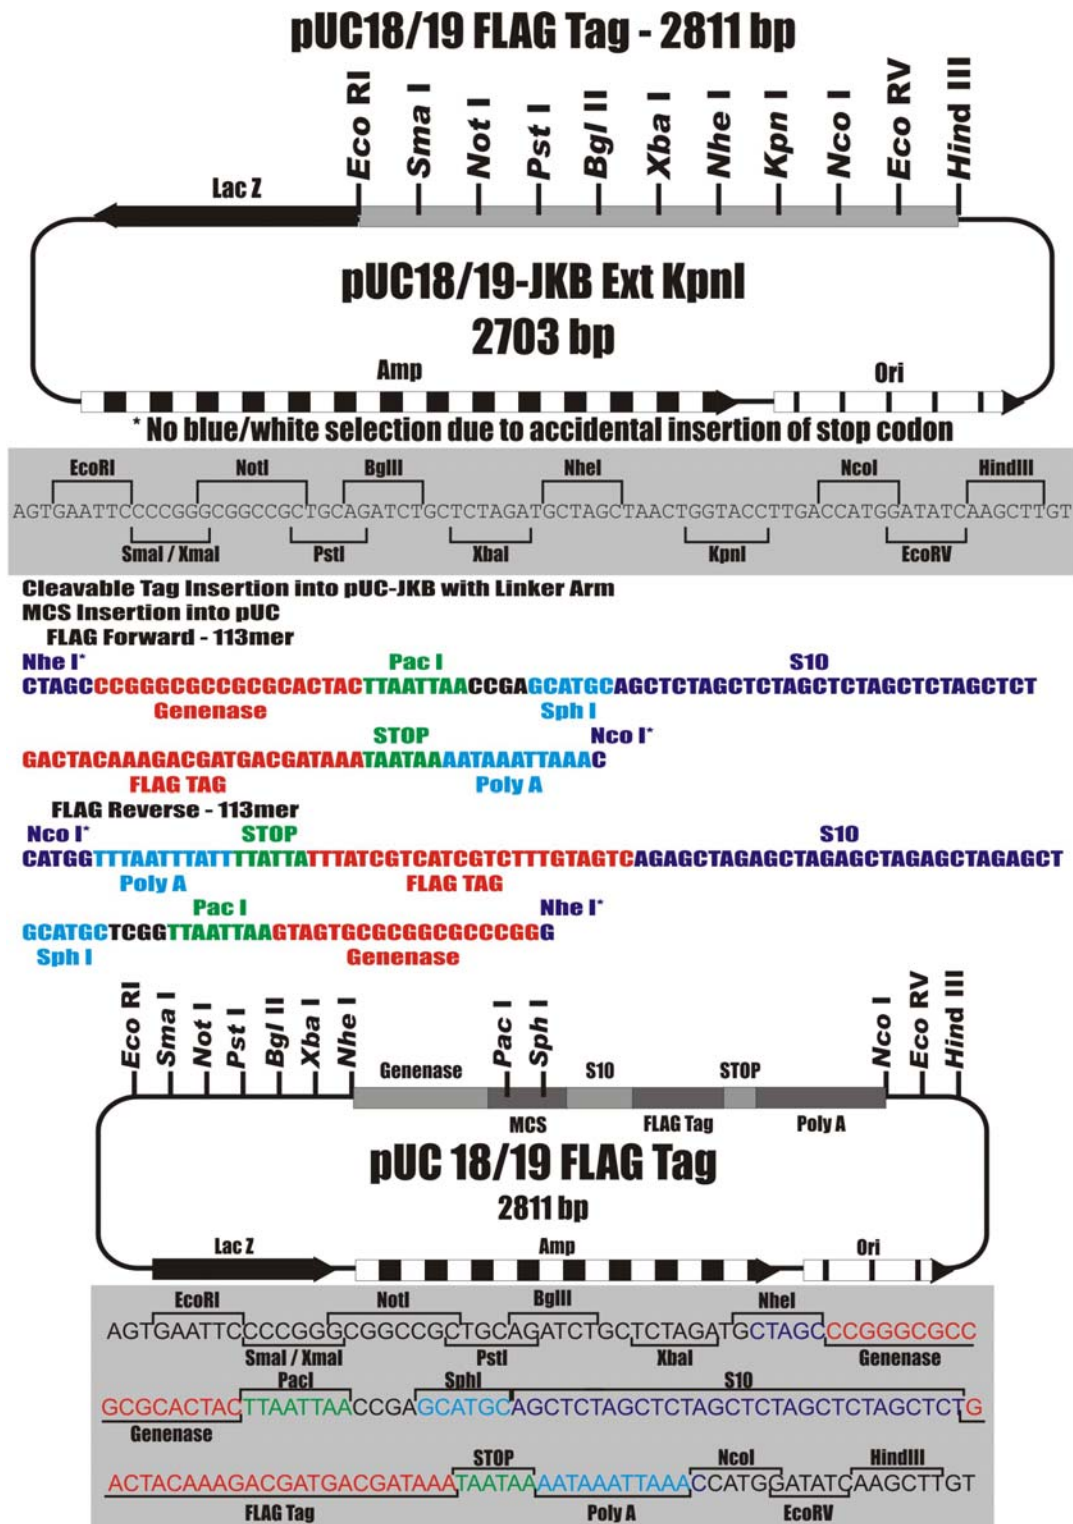 pUC18/19 FLAG Tag - 2811 bp
Eco RI Sma I Not I Pst I Bgl II Xba I Nhe I Kpn I Nco I Eco RV Hind III
Lac Z
pUC18/19-JKB Ext KpnI
2703 bp
Amp Ori
* No blue/white selection due to accidental insertion of stop codon
EcoRI NotI BglII NheI NcoI HindIII
AGTGAATTCCCCGGGCGGCCGCTGCAGATCTGCTCTAGATGCTAGCTAACTGGTACCTTGACCATGGATATCAAGCTTGT
SmaI / XmaI PstI XbaI KpnI EcoRV
Cleavable Tag Insertion into pUC-JKB with Linker Arm
MCS Insertion into pUC
FLAG Forward - 113mer
Nhe I* Pac I S10
CTAGCCCGGGCGCCGCGCACTACTTAATTAACCGAGCATGCAGCTCTAGCTCTAGCTCTAGCTCTAGCTCT
Genenase Sph I
STOP Nco I*
GACTACAAAGACGATGACGATAAATAATAAAATAAATTAAAC
FLAG TAG Poly A
FLAG Reverse - 113mer
Nco I* STOP S10
CATGGTTTAATTTATTTTATTATTTATCGTCATCGTCTTTGTAGTCAGAGCTAGAGCTAGAGCTAGAGCTAGAGCT
Poly A FLAG TAG
Pac I Nhe I*
GCATGCTCGGTTAATTAAGTAGTGCGCGGCGCCCGGG
Sph I Genenase
Eco RI Sma I Not I Pst I Bgl II Xba I Nhe I Pac I Sph I Nco I Eco RV Hind III
Genenase S10 STOP
MCS FLAG Tag Poly A
pUC 18/19 FLAG Tag
2811 bp
Lac Z Amp Ori
EcoRI NotI BglII NheI
AGTGAATTCCCCGGGCGGCCGCTGCAGATCTGCTCTAGATGCTAGCCCGGGCGCC
SmaI / XmaI PstI XbaI Genenase
PacI SphI S10
GCGCACTACTTAATTAACCGAGCATGCAGCTCTAGCTCTAGCTCTAGCTCTAGCTCTG
Genenase
STOP NcoI HindIII
ACTACAAAGACGATGACGATAAATAATAAAATAAATTAAACCATGGATATCAAGCTTGT
FLAG Tag Poly A EcoRV